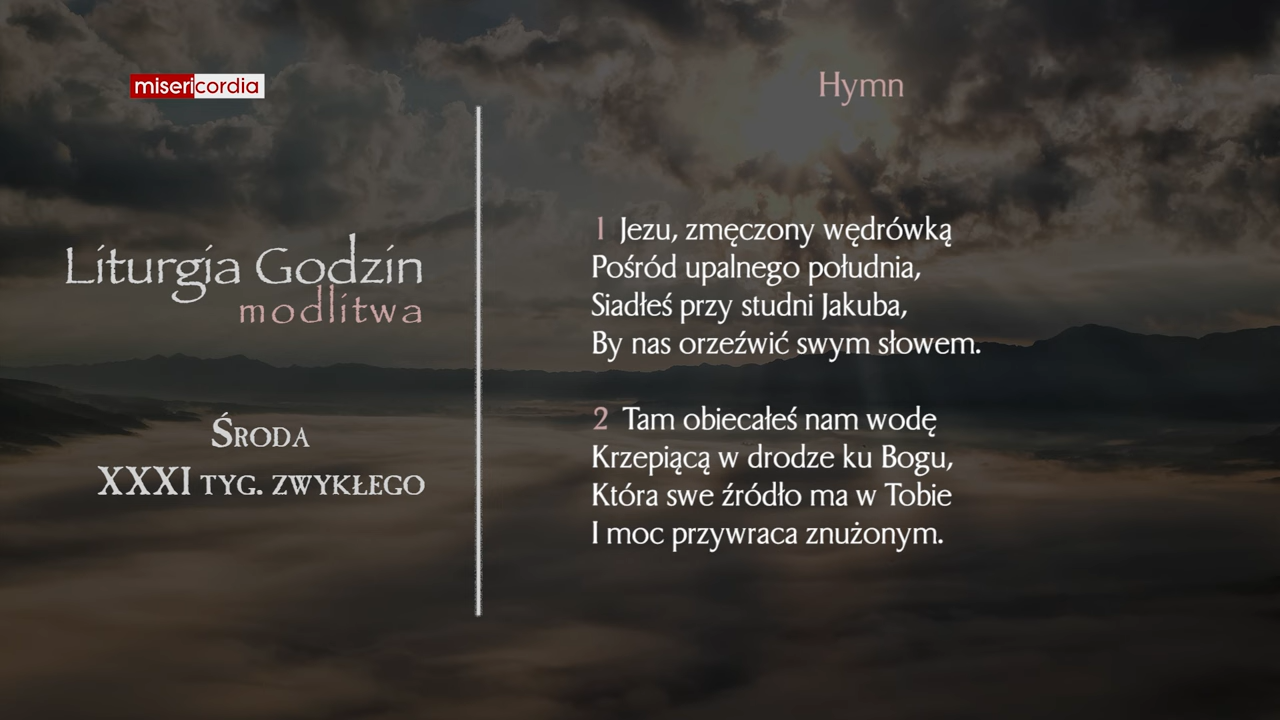 misericordia
Liturgia Godzin
modlitwa
Środa
XXXI tyg. zwykłego
Hymn
1 Jezu, zmęczony wędrówką
Pośród upalnego południa,
Siadłeś przy studni Jakuba,
By nas orzeźwić swym słowem.
2 Tam obiecałeś nam wodę
Krzepiącą w drodze ku Bogu,
Która swe źródło ma w Tobie
I moc przywraca znużonym.